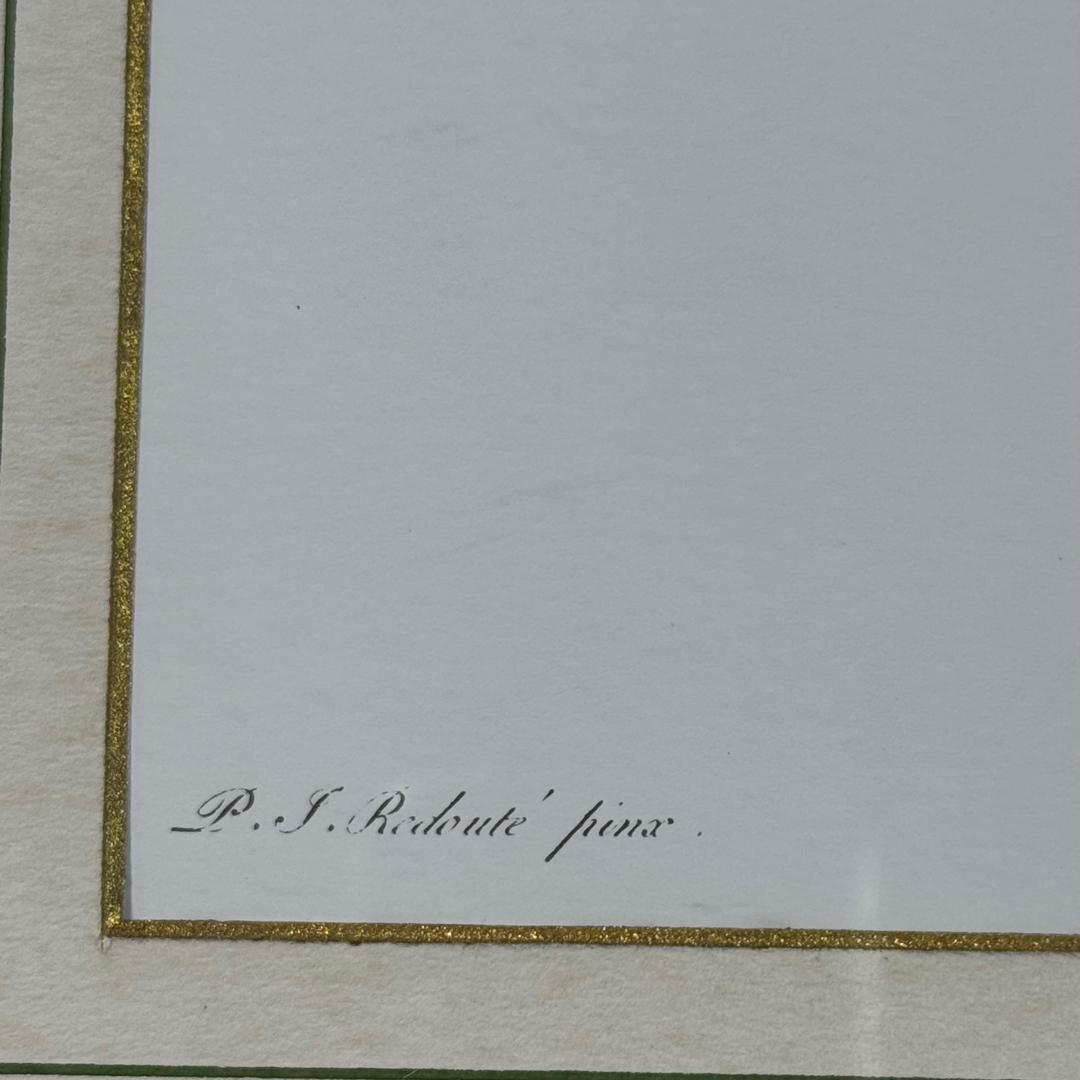 P. J. Redouté pinx .